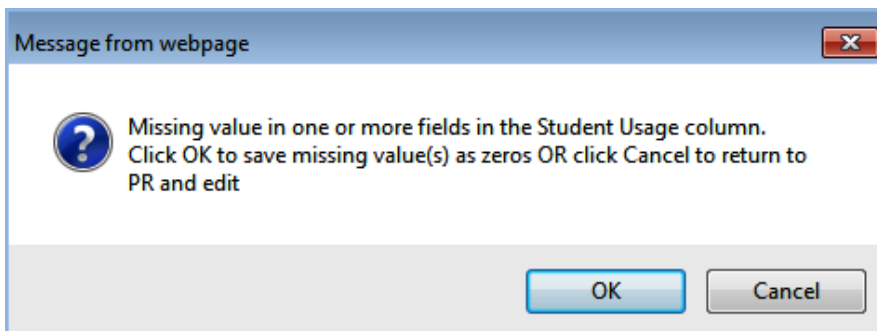 Message from webpage
Missing value in one or more fields in the Student Usage column.
Click OK to save missing value(s) as zeros OR click Cancel to return to
PR and edit
OK
Cancel